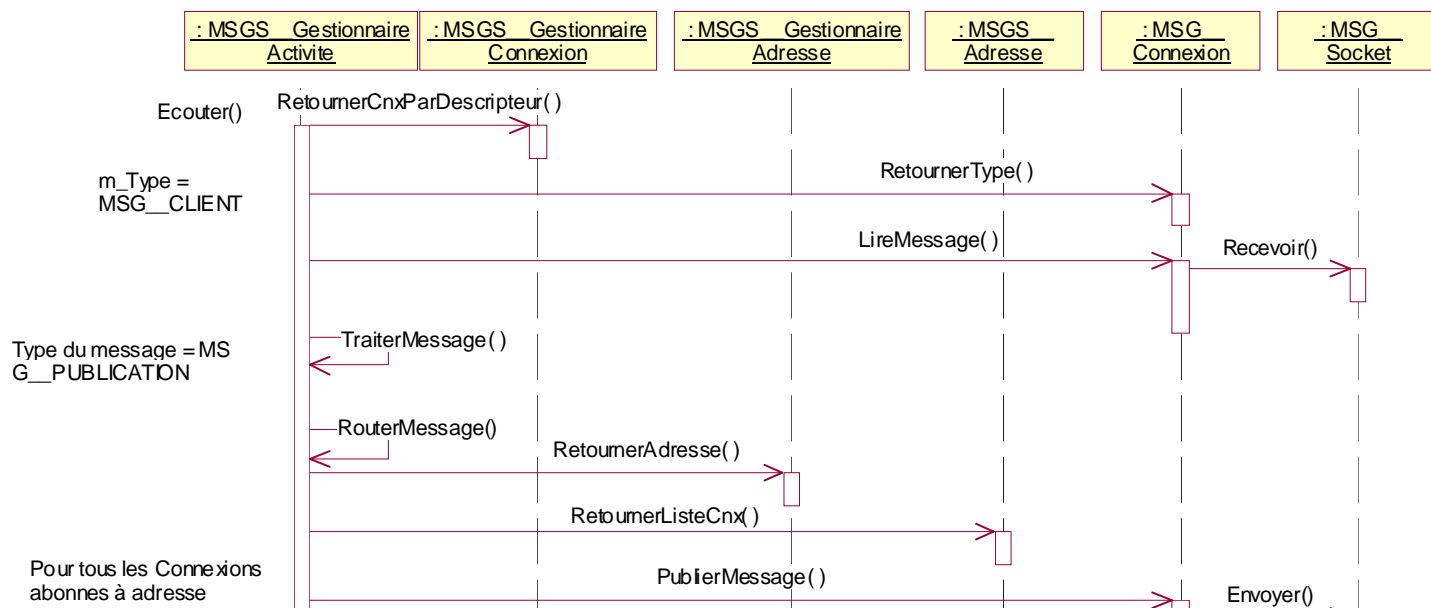 : MSGS__Gestionnaire
Activite
: MSGS__Gestionnaire
Connexion
: MSGS__Gestionnaire
Adresse
: MSGS__
Adresse
: MSG__
Connexion
: MSG__
Socket
Ecouter()
RetournerCnxParDescripteur( )
m_Type =
MSG__CLIENT
RetournerType( )
LireMessage( )
Recevoir()
TraiterMessage( )
Type du message = MS
G__PUBLICATION
RouterMessage()
RetournerAdresse( )
RetournerListeCnx( )
Pour tous les Connexions
abonnes à adresse
PublierMessage( )
Envoyer()